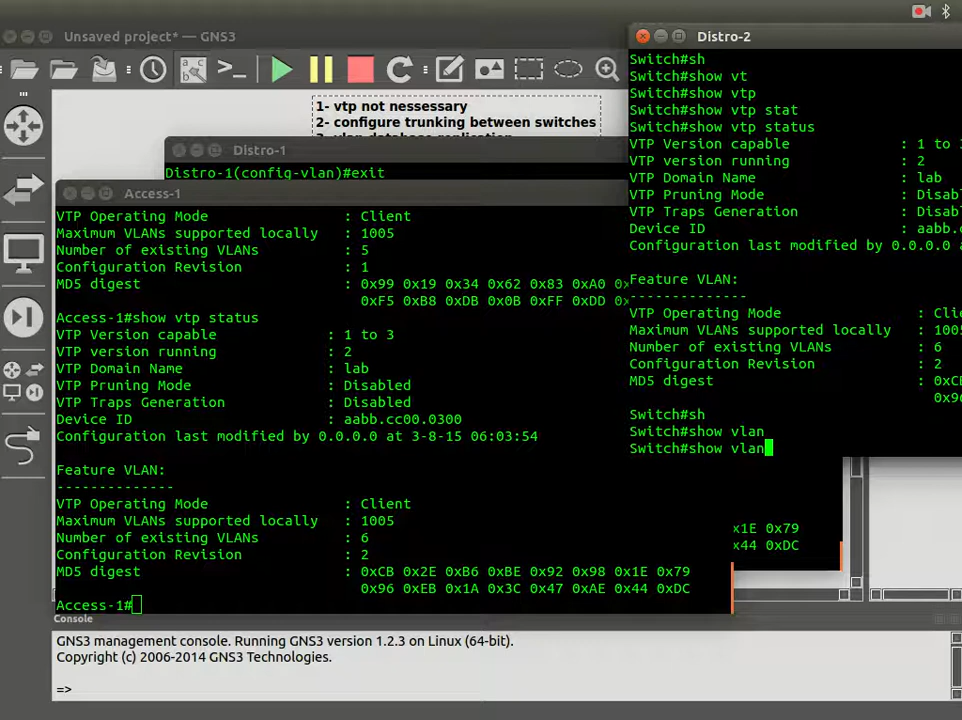 Unsaved project* — GNS3
1- vtp not nessessary
2- configure trunking between switches
Distro-1
Distro-1(config-vlan)#exit
Access-1
VTP Operating Mode : Client
Maximum VLANs supported locally : 1005
Number of existing VLANs : 5
Configuration Revision : 1
MD5 digest : 0x99 0x19 0x34 0x62 0x83 0xA0 0x
0xF5 0xB8 0xDB 0x0B 0xFF 0xDD 0x
Access-1#show vtp status
VTP Version capable : 1 to 3
VTP version running : 2
VTP Domain Name : lab
VTP Pruning Mode : Disabled
VTP Traps Generation : Disabled
Device ID : aabb.cc00.0300
Configuration last modified by 0.0.0.0 at 3-8-15 06:03:54
Feature VLAN:
--------------
VTP Operating Mode : Client
Maximum VLANs supported locally : 1005
Number of existing VLANs : 6
Configuration Revision : 2
MD5 digest : 0xCB 0x2E 0xB6 0xBE 0x92 0x98 0x1E 0x79
0x96 0xEB 0x1A 0x3C 0x47 0xAE 0x44 0xDC
Access-1#
Distro-2
Switch#sh
Switch#show vt
Switch#show vtp
Switch#show vtp stat
Switch#show vtp status
VTP Version capable : 1 to
VTP version running : 2
VTP Domain Name : lab
VTP Pruning Mode : Disab
VTP Traps Generation : Disab
Device ID : aabb.c
Configuration last modified by 0.0.0.0
Feature VLAN:
--------------
VTP Operating Mode : Clie
Maximum VLANs supported locally : 1005
Number of existing VLANs : 6
Configuration Revision : 2
MD5 digest : 0xCB
0x96
Switch#sh
Switch#show vlan
Switch#show vlan
x1E 0x79
x44 0xDC
Console
GNS3 management console. Running GNS3 version 1.2.3 on Linux (64-bit).
Copyright (c) 2006-2014 GNS3 Technologies.
=>